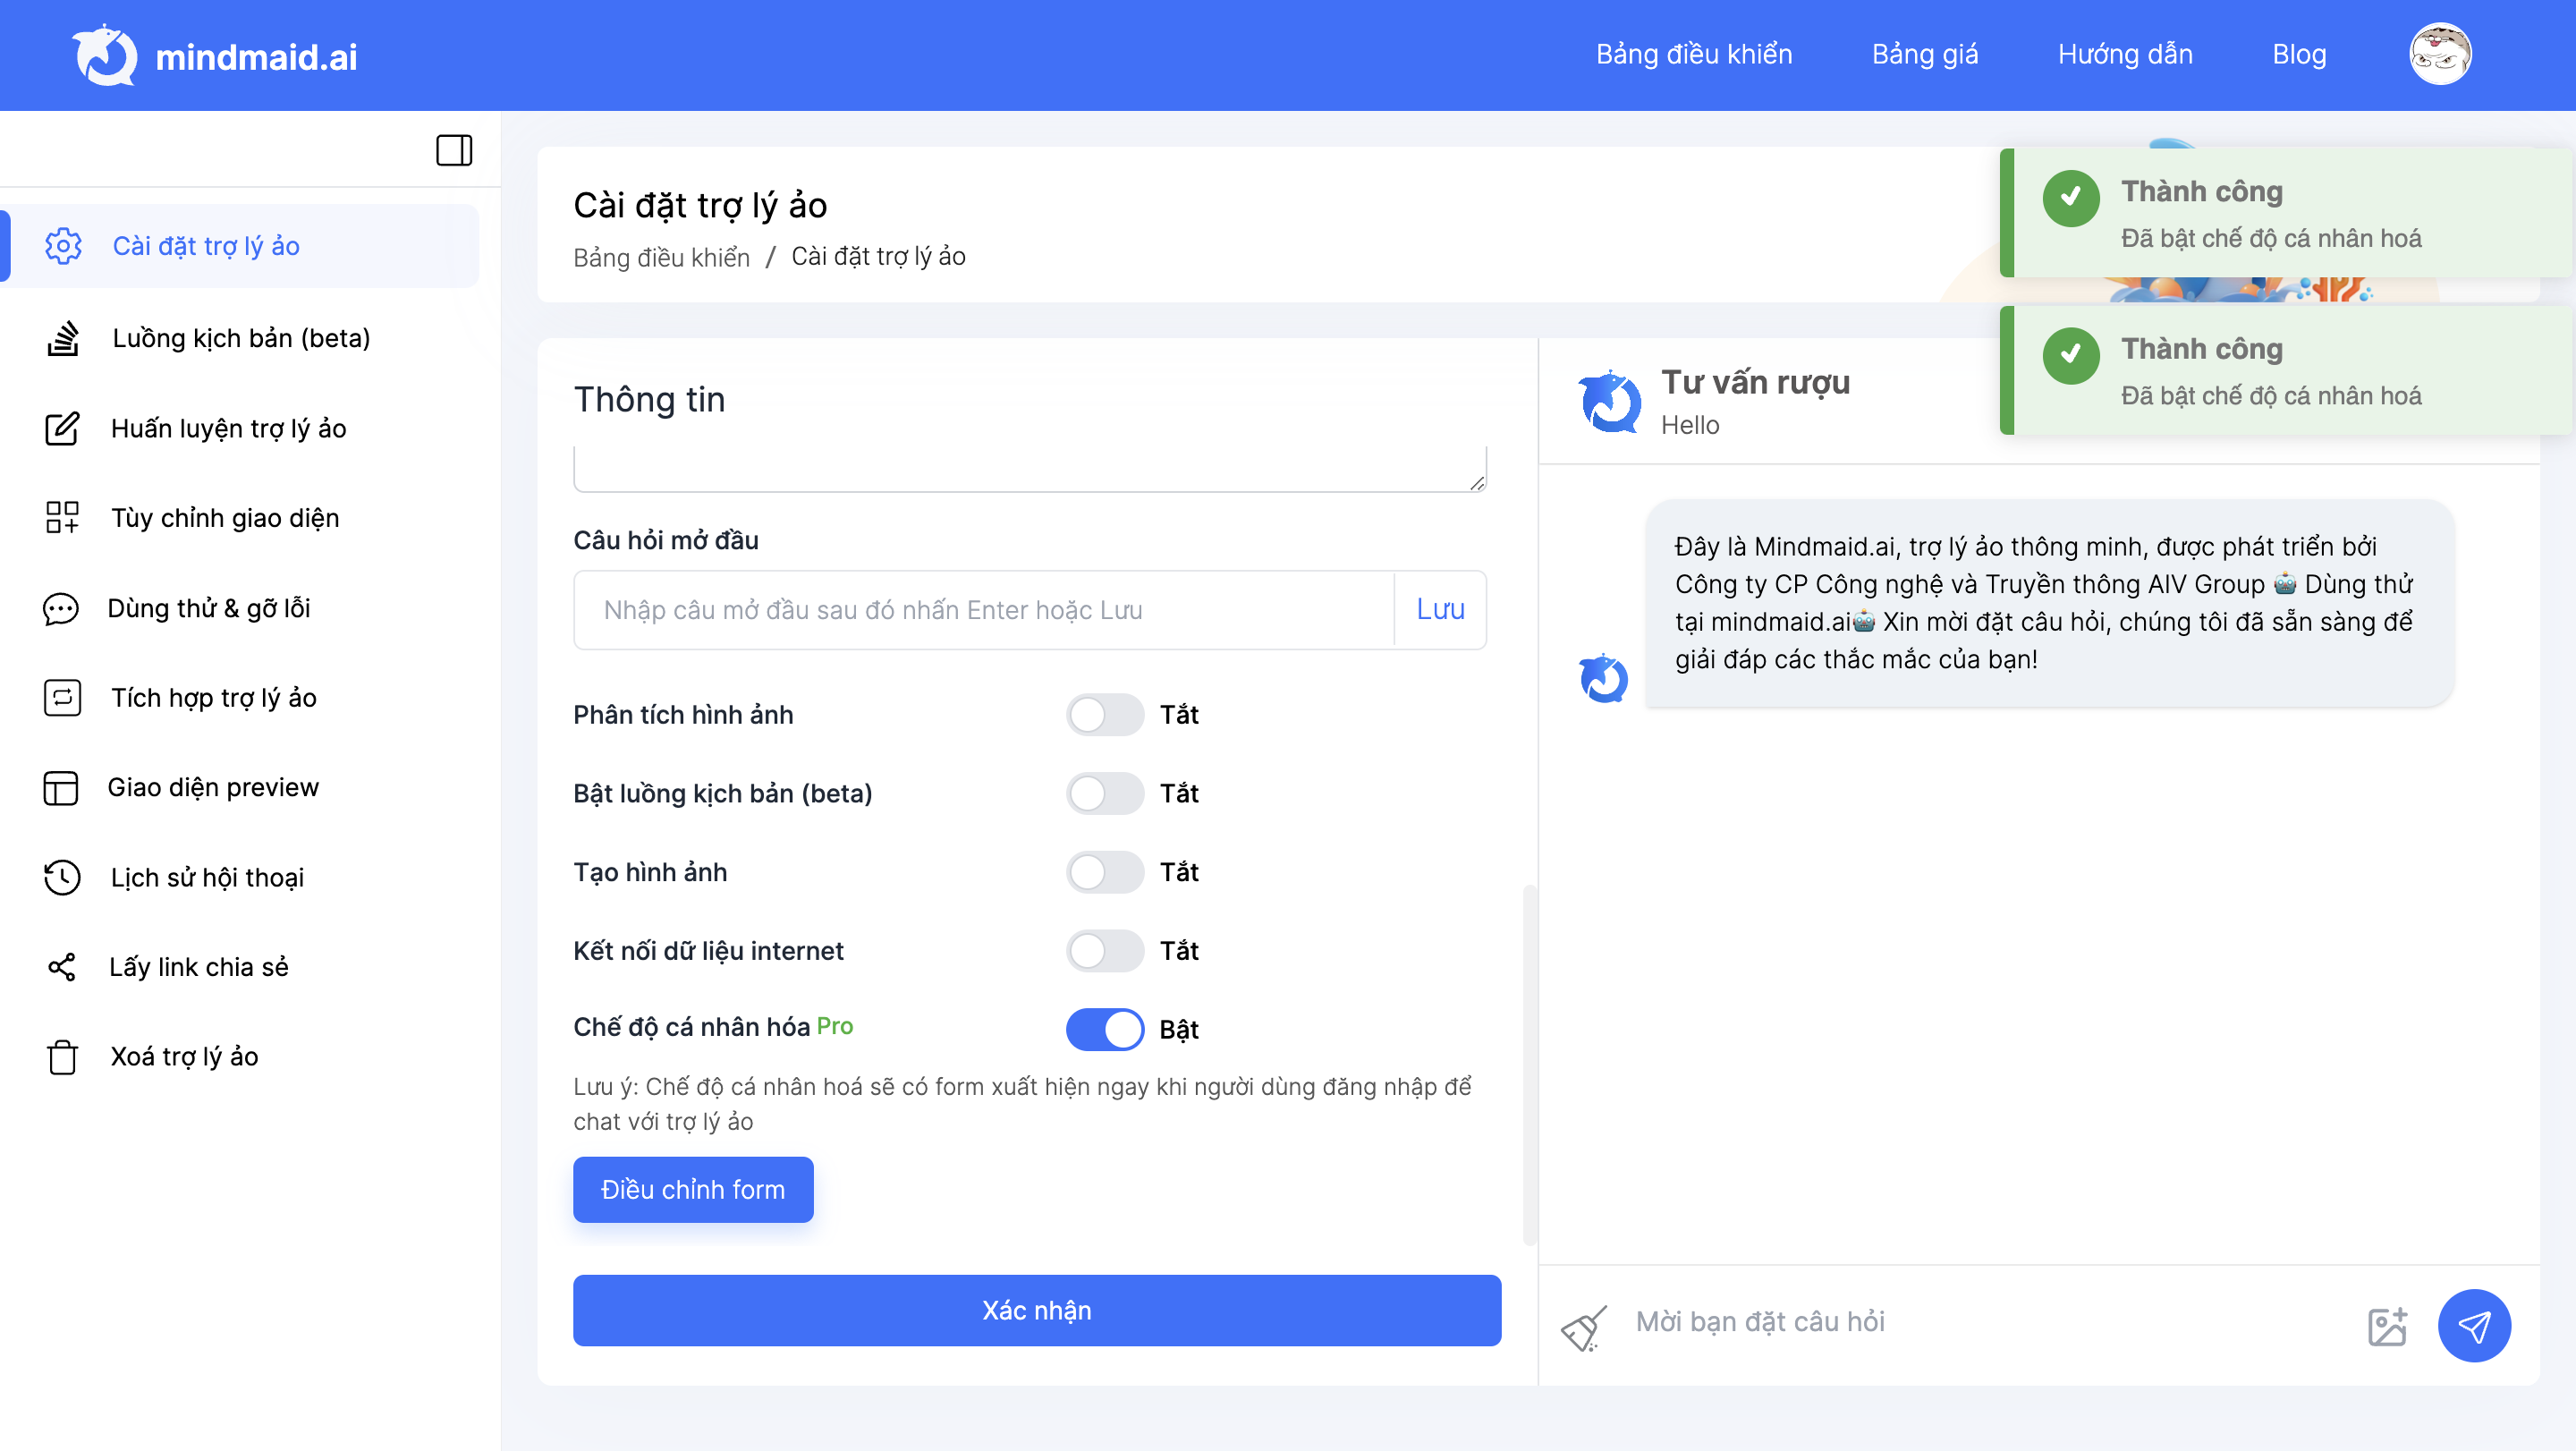 mindmaid.ai
Bảng điều khiển
Bảng giá
Hướng dẫn
Blog
Cài đặt trợ lý ảo
Luồng kịch bản (beta)
Huấn luyện trợ lý ảo
Tùy chỉnh giao diện
Dùng thử & gỡ lỗi
Tích hợp trợ lý ảo
Giao diện preview
Lịch sử hội thoại
Lấy link chia sẻ
Xoá trợ lý ảo
Cài đặt trợ lý ảo
Bảng điều khiển / Cài đặt trợ lý ảo
Thành công
Đã bật chế độ cá nhân hoá
Thành công
Đã bật chế độ cá nhân hoá
Thông tin
Câu hỏi mở đầu
Nhập câu mở đầu sau đó nhấn Enter hoặc Lưu
Lưu
Phân tích hình ảnh
Tắt
Bật luồng kịch bản (beta)
Tắt
Tạo hình ảnh
Tắt
Kết nối dữ liệu internet
Tắt
Chế độ cá nhân hóa Pro
Bật
Lưu ý: Chế độ cá nhân hoá sẽ có form xuất hiện ngay khi người dùng đăng nhập để
chat với trợ lý ảo
Điều chỉnh form
Xác nhận
Tư vấn rượu
Hello
Đây là Mindmaid.ai, trợ lý ảo thông minh, được phát triển bởi
Công ty CP Công nghệ và Truyền thông AIV Group 🤖 Dùng thử
tại mindmaid.ai🤖 Xin mời đặt câu hỏi, chúng tôi đã sẵn sàng để
giải đáp các thắc mắc của bạn!
Mời bạn đặt câu hỏi